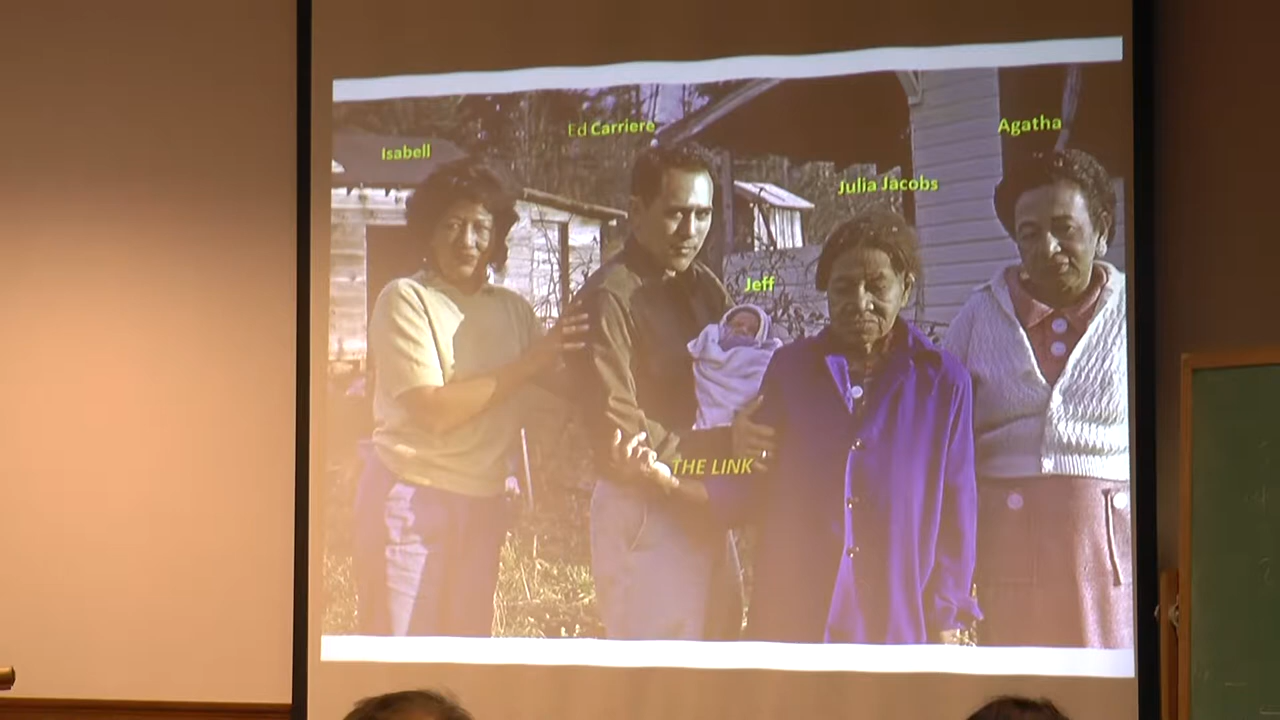 Isabell
Ed Carriere
Jeff
Julia Jacobs
Agatha
THE LINK